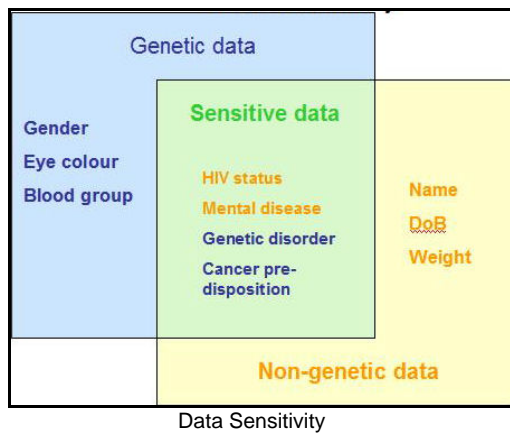 Genetic data
Gender
Eye colour
Blood group
Sensitive data
HIV status
Mental disease
Genetic disorder
Cancer pre-
disposition
Name
DoB
Weight
Non-genetic data
Data Sensitivity